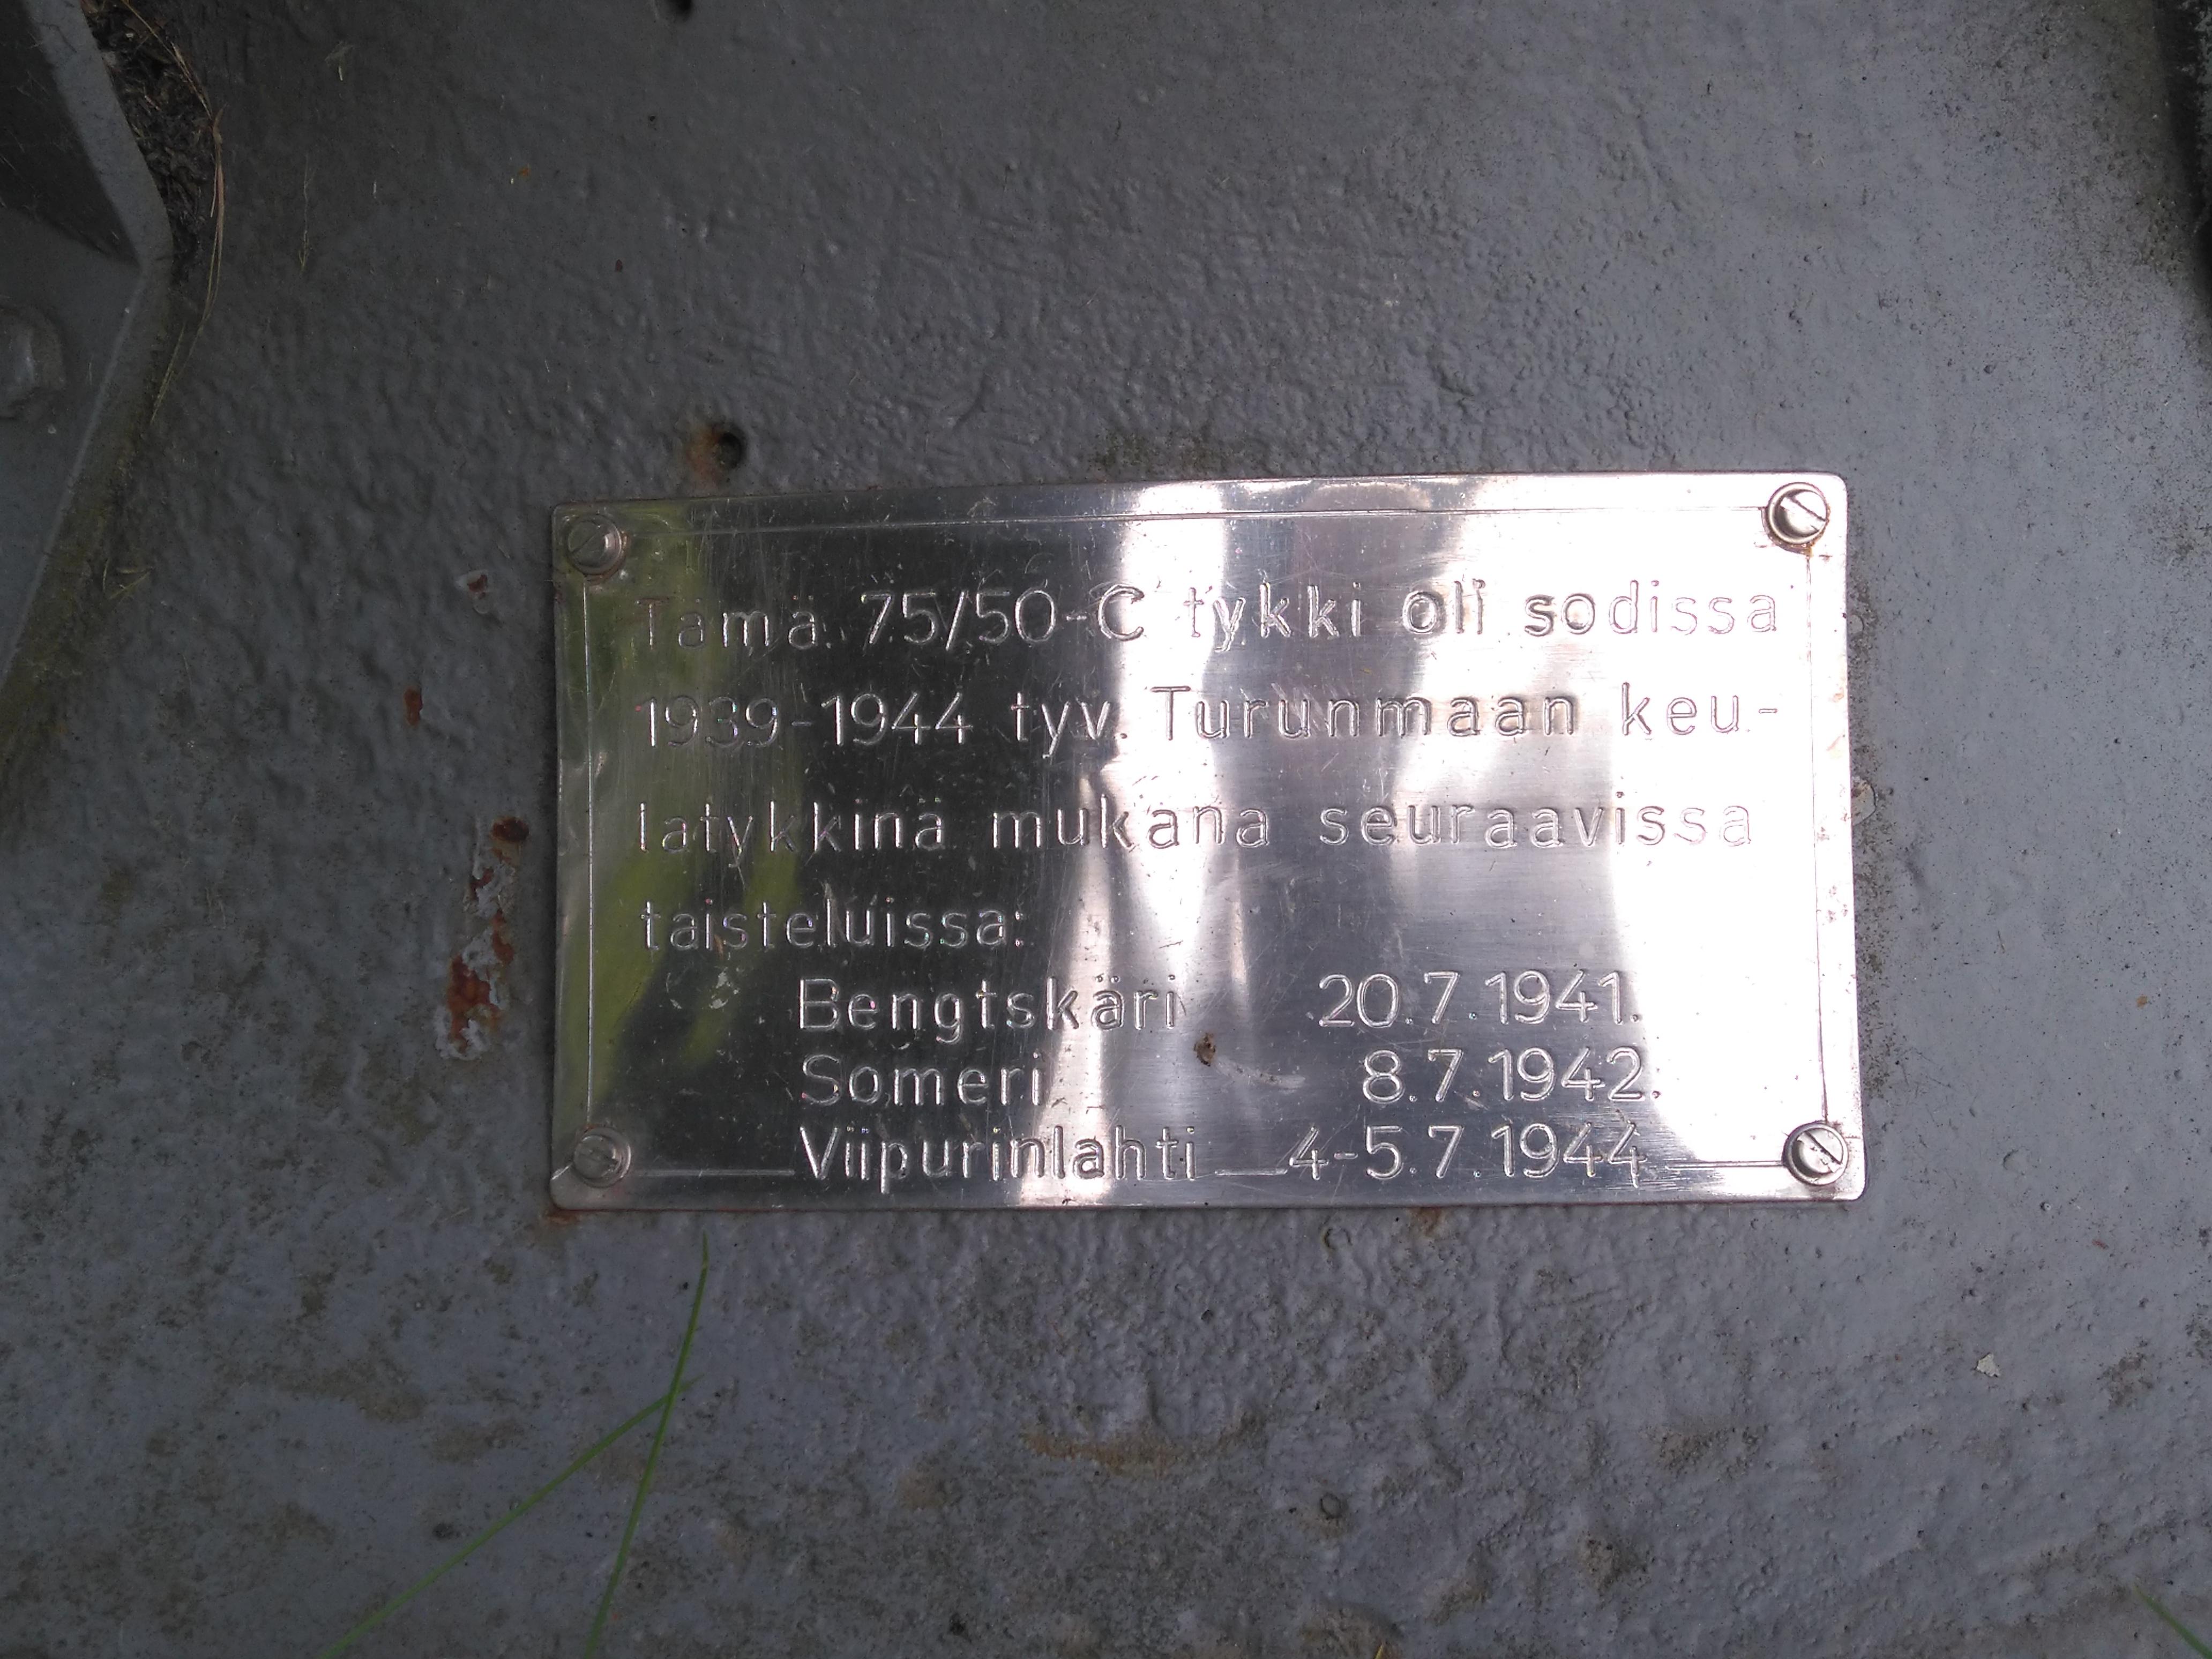 Tämä 75/50-C tykki oli sodissa
1939-1944 tyv. Turunmaan keu-
latykkinä mukana seuraavissa
taisteluissa:
Bengtskäri 20.7.1941.
Someri 8.7.1942.
Viipurinlahti 4-5.7.1944